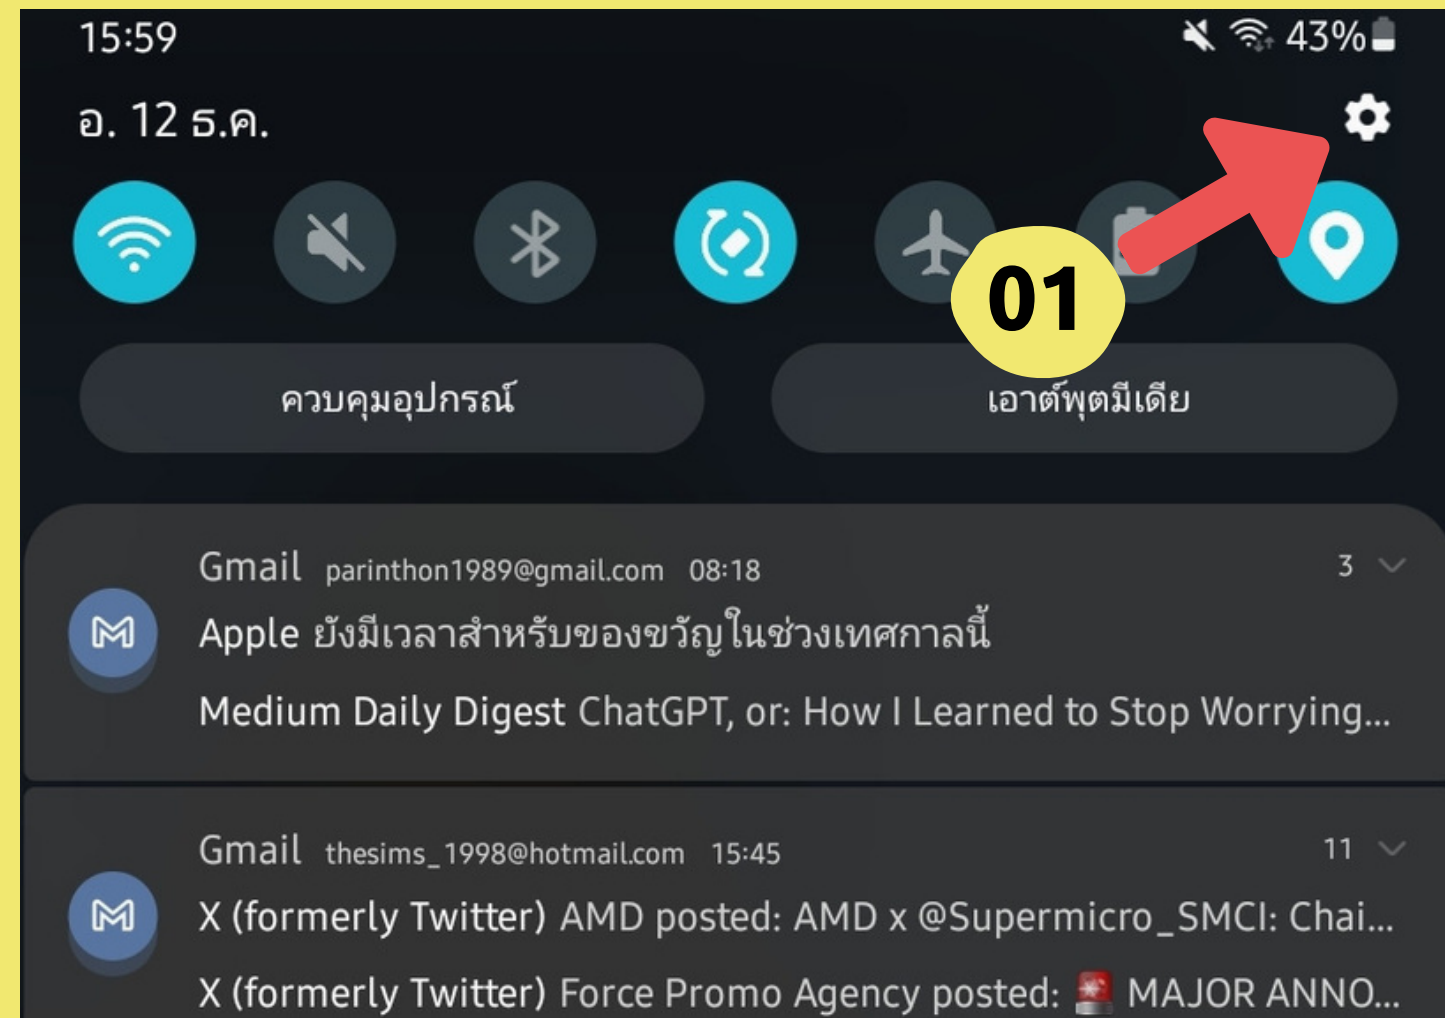 15:59
43%
อ. 12 ธ.ค.
01
ควบคุมอุปกรณ์
เอาต์พุตมีเดีย
Gmail parinthon1989@gmail.com 08:18 3
Apple ยังมีเวลาสำหรับของขวัญในช่วงเทศกาลนี้
Medium Daily Digest ChatGPT, or: How I Learned to Stop Worrying...
Gmail thesims_1998@hotmail.com 15:45 11
X (formerly Twitter) AMD posted: AMD x @Supermicro_SMCI: Chai...
X (formerly Twitter) Force Promo Agency posted: 🚨 MAJOR ANNO...